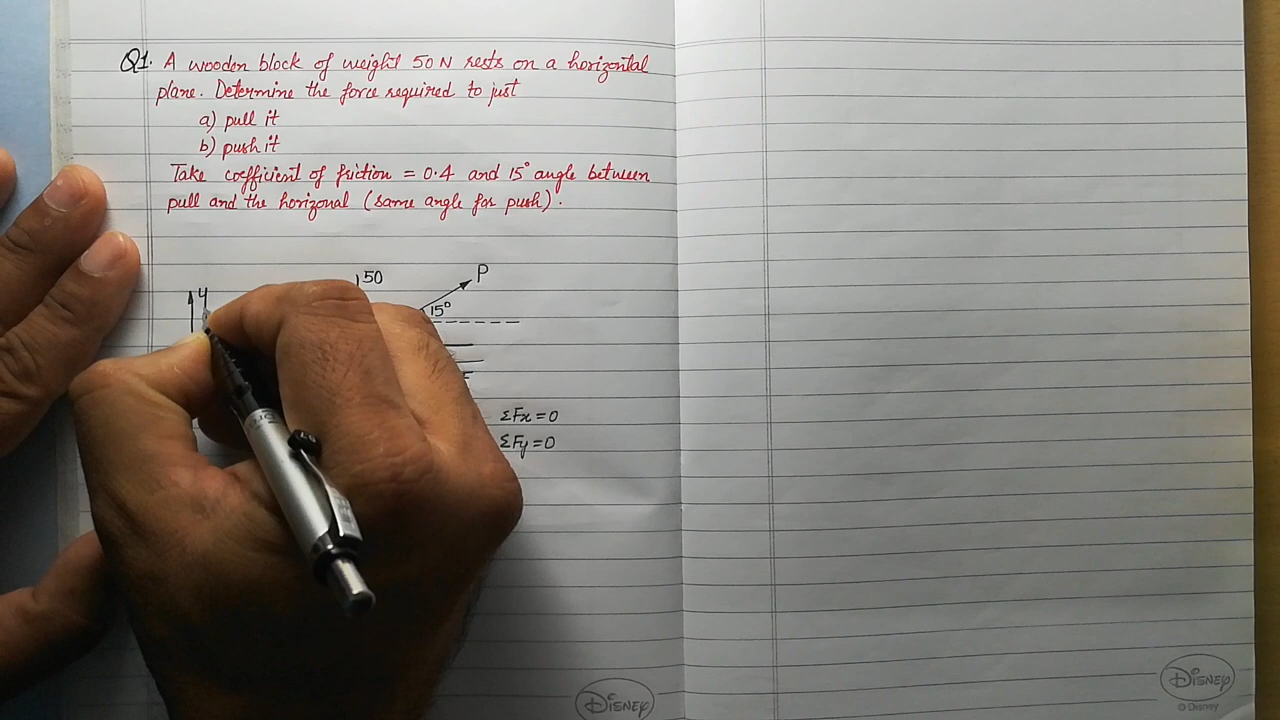 Q1. A wooden block of weight 50 N rests on a horizontal
plane. Determine the force required to just
a) pull it
b) push it
Take coefficient of friction = 0.4 and 15° angle between
pull and the horizonal (same angle for push).
50
P
15°
y
ΣFx = 0
ΣFy = 0
DISNEY
DISNEY
© Disney